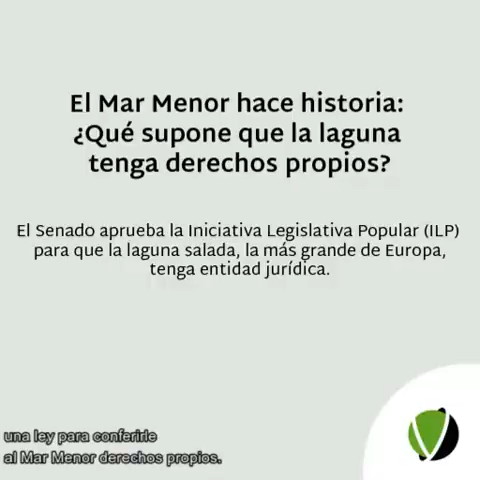 El Mar Menor hace historia:
¿Qué supone que la laguna
tenga derechos propios?
El Senado aprueba la Iniciativa Legislativa Popular (ILP)
para que la laguna salada, la más grande de Europa,
tenga entidad jurídica.
una ley para conferirle
al Mar Menor derechos propios.